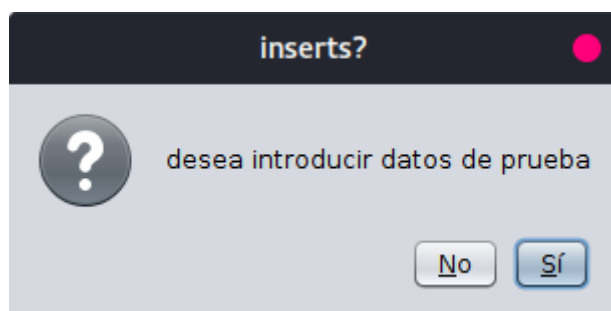 inserts?
desea introducir datos de prueba
No Sí